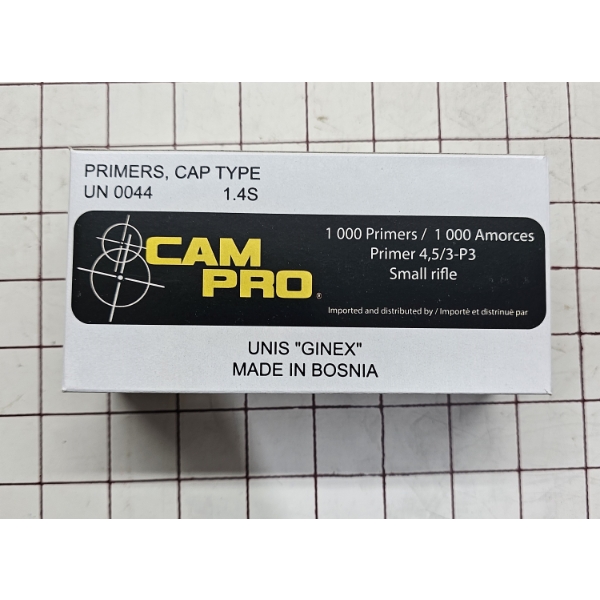 PRIMERS, CAP TYPE
UN 0044 1.4S
CAM
PRO®
1 000 Primers / 1 000 Amorces
Primer 4,5/3-P3
Small rifle
Imported and distributed by / Importé et distrinué par
UNIS "GINEX"
MADE IN BOSNIA